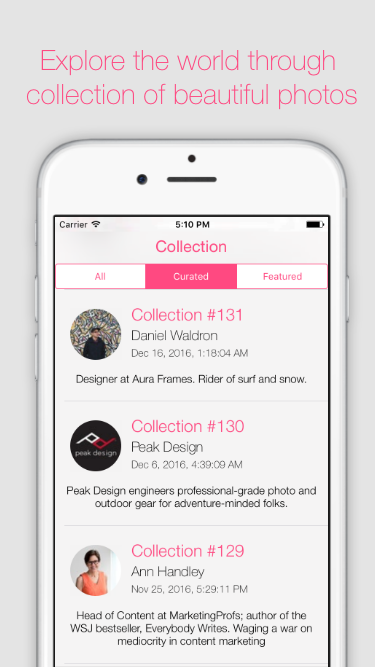 Explore the world through
collection of beautiful photos
Carrier 5:10 PM
Collection
All Curated Featured
Collection #131
Daniel Waldron
Dec 16, 2016, 1:18:04 AM
Designer at Aura Frames. Rider of surf and snow.
Collection #130
peak design
Peak Design
Dec 6, 2016, 4:39:09 AM
Peak Design engineers professional-grade photo and
outdoor gear for adventure-minded folks.
Collection #129
Ann Handley
Nov 25, 2016, 5:29:11 PM
Head of Content at MarketingProfs; author of the
WSJ bestseller, Everybody Writes. Waging a war on
mediocrity in content marketing